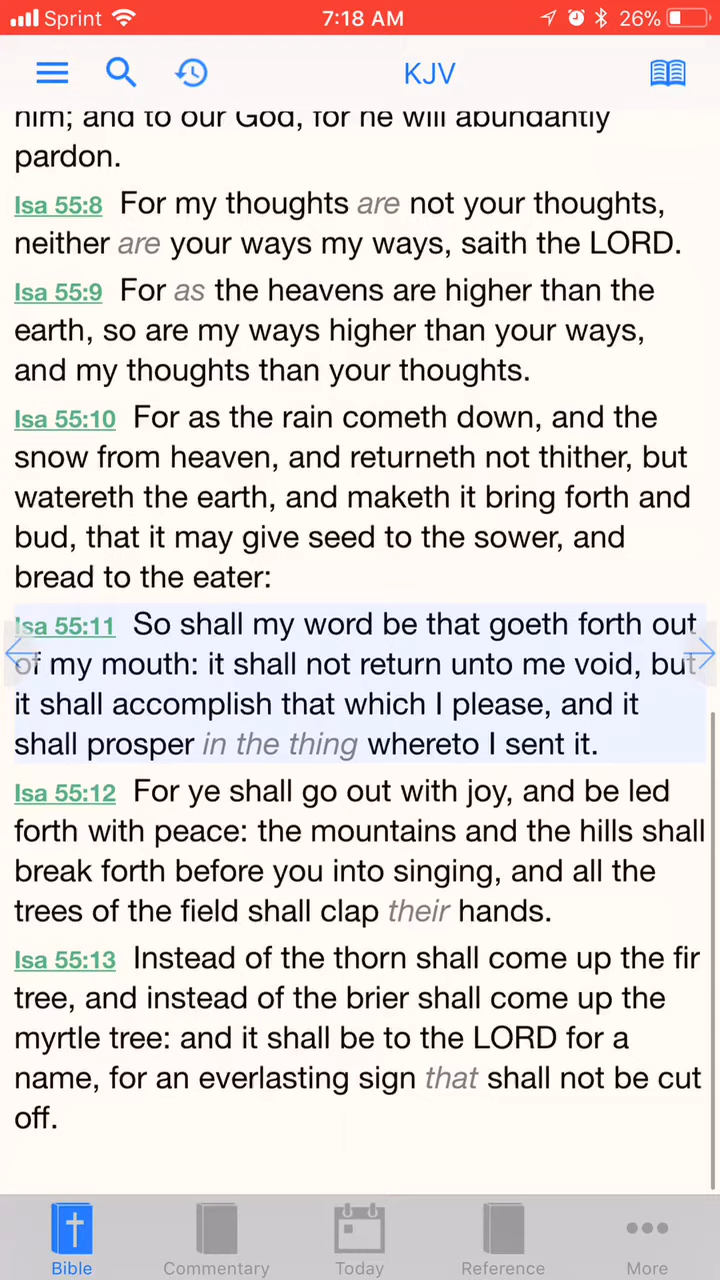 Sprint 7:18 AM 26%
KJV
him; and to our God, for he will abundantly
pardon.
Isa 55:8 For my thoughts are not your thoughts,
neither are your ways my ways, saith the LORD.
Isa 55:9 For as the heavens are higher than the
earth, so are my ways higher than your ways,
and my thoughts than your thoughts.
Isa 55:10 For as the rain cometh down, and the
snow from heaven, and returneth not thither, but
watereth the earth, and maketh it bring forth and
bud, that it may give seed to the sower, and
bread to the eater:
Isa 55:11 So shall my word be that goeth forth out
of my mouth: it shall not return unto me void, but
it shall accomplish that which I please, and it
shall prosper in the thing whereto I sent it.
Isa 55:12 For ye shall go out with joy, and be led
forth with peace: the mountains and the hills shall
break forth before you into singing, and all the
trees of the field shall clap their hands.
Isa 55:13 Instead of the thorn shall come up the fir
tree, and instead of the brier shall come up the
myrtle tree: and it shall be to the LORD for a
name, for an everlasting sign that shall not be cut
off.
Bible Commentary Today Reference More